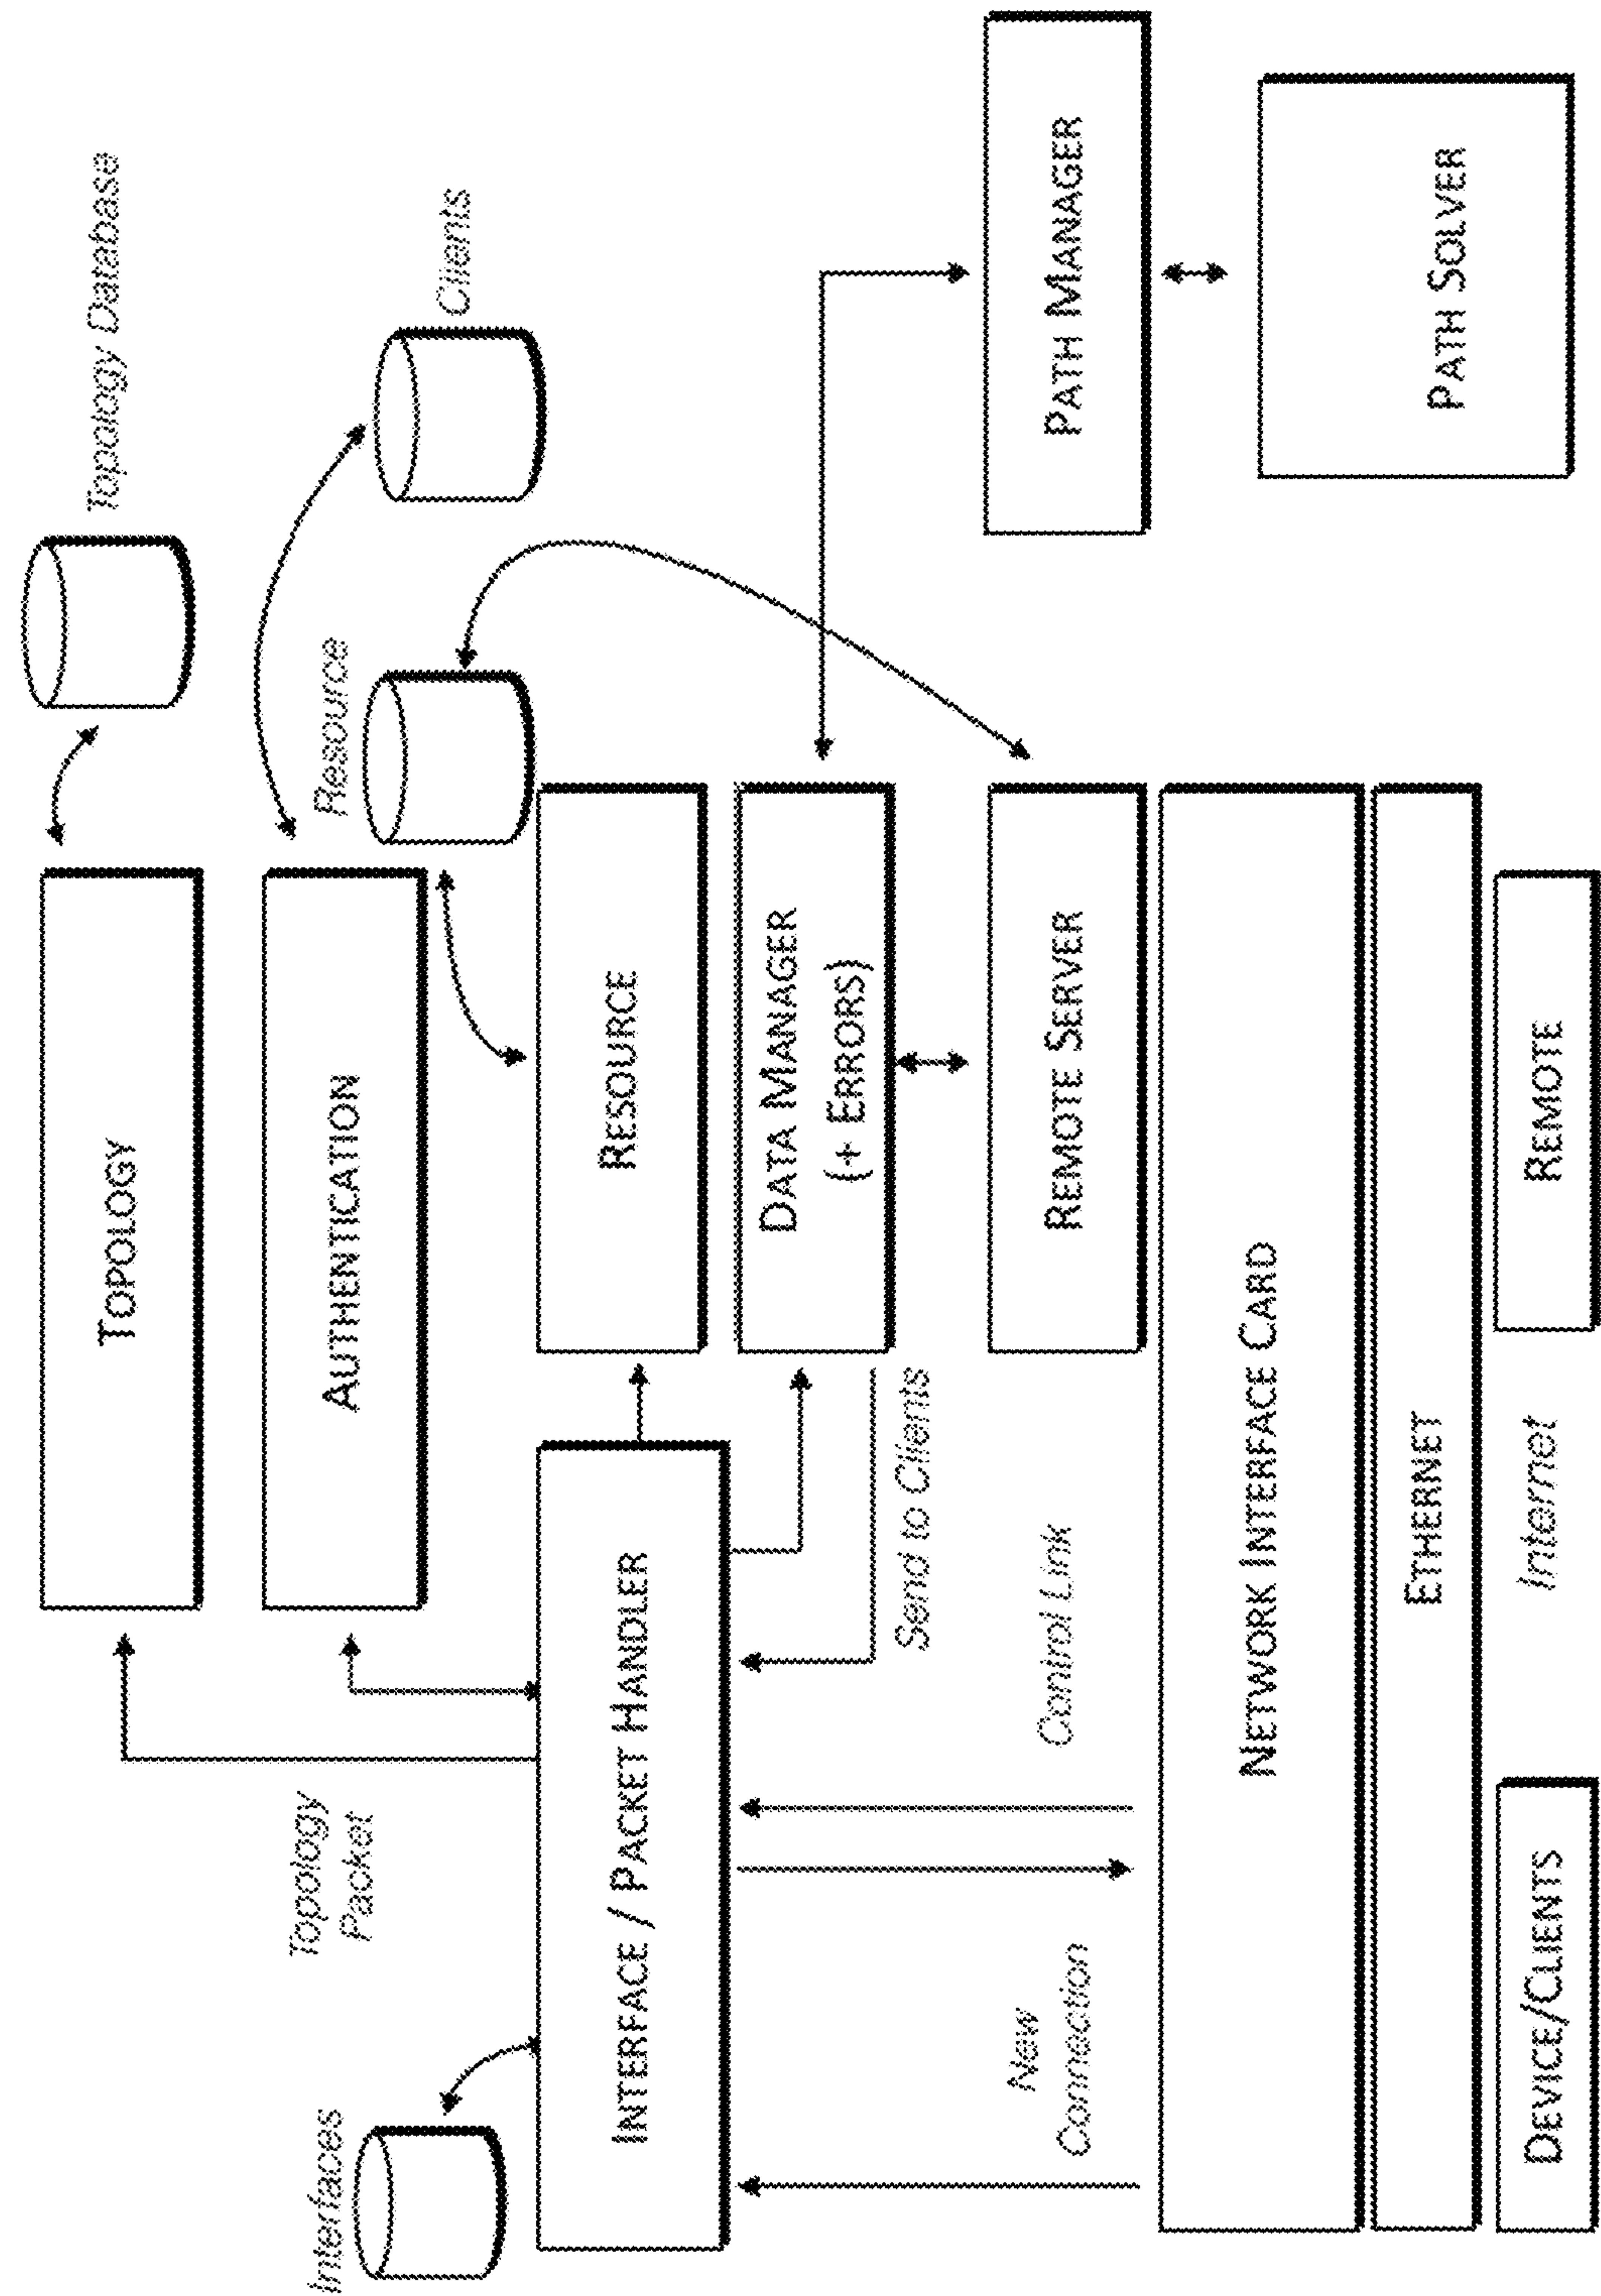 Topology Database
Clients
Resource
Interfaces
Topology
Packet
TOPOLOGY
AUTHENTICATION
INTERFACE / PACKET HANDLER
RESOURCE
DATA MANAGER
(+ ERRORS)
Send to Clients
PATH MANAGER
PATH SOLVER
New
Connection
Control Link
REMOTE SERVER
NETWORK INTERFACE CARD
ETHERNET
DEVICE/CLIENTS
Internet
REMOTE